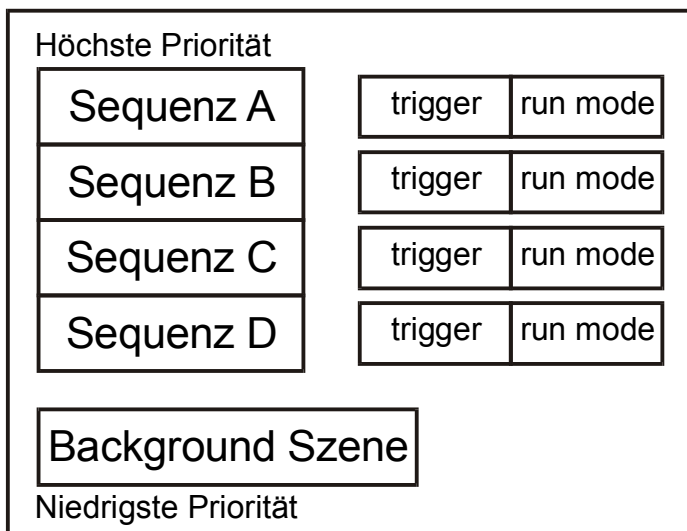 Höchste Priorität
Sequenz A trigger run mode
Sequenz B trigger run mode
Sequenz C trigger run mode
Sequenz D trigger run mode
Background Szene
Niedrigste Priorität